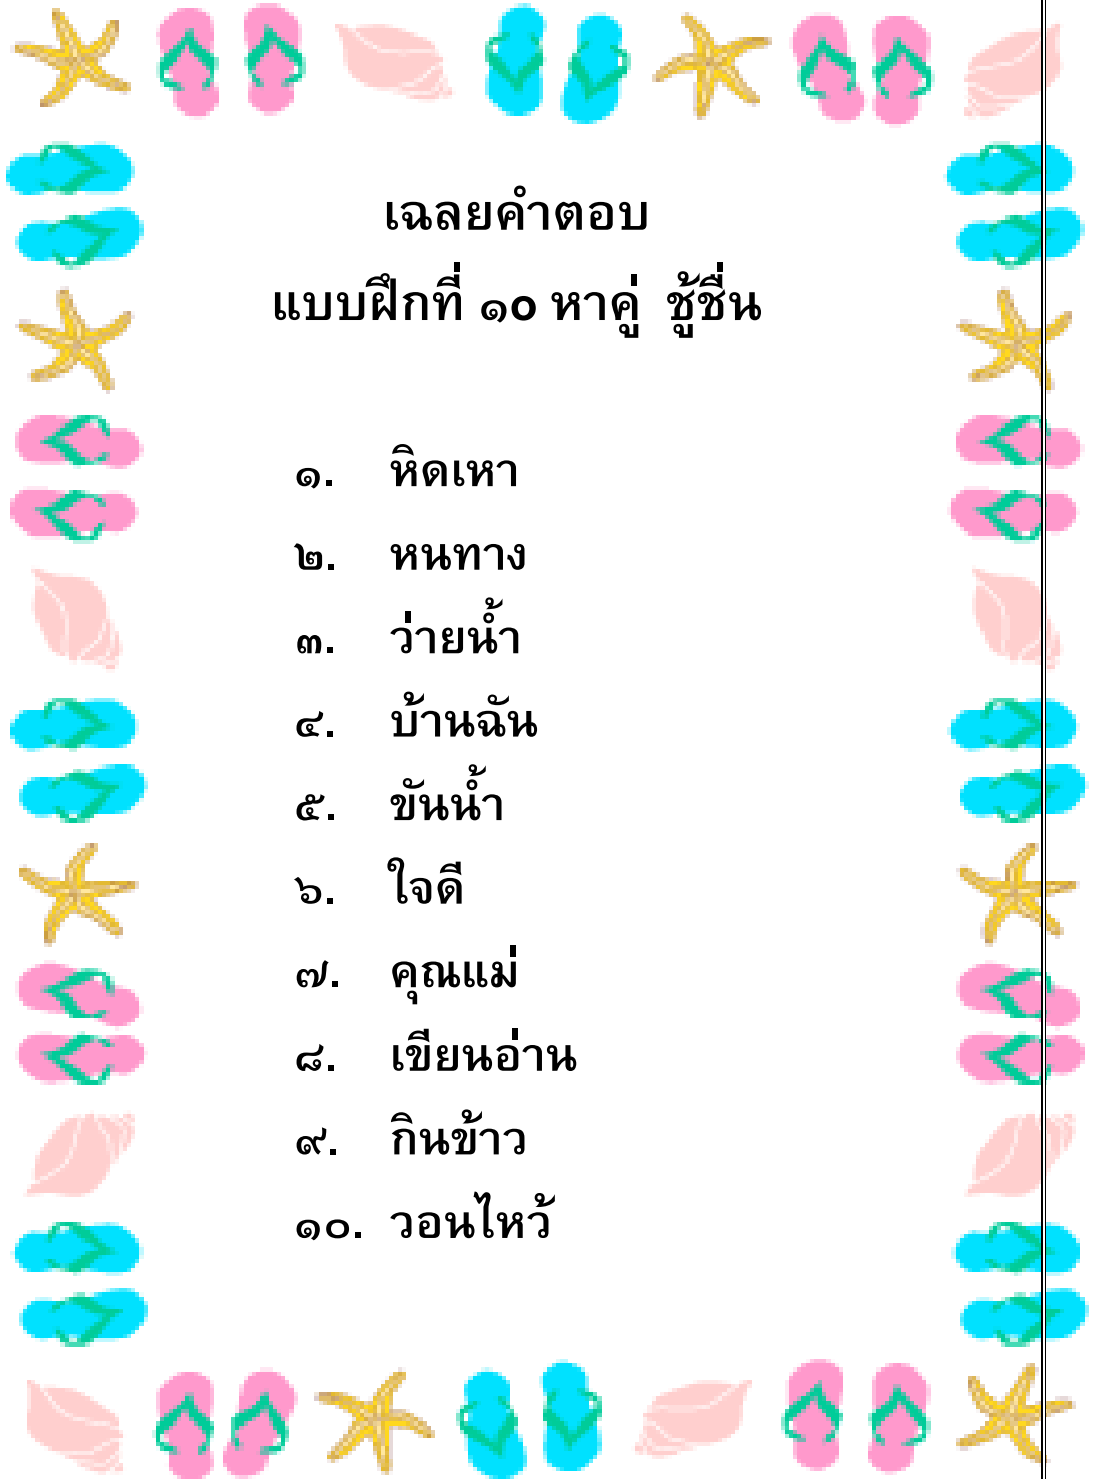 เฉลยคำตอบ
แบบฝึกที่ ๑๐ หาคู่ ชู้ชื่น
๑. หิดเหา
๒. หนทาง
๓. ว่ายน้ำ
๔. บ้านฉัน
๕. ขันน้ำ
๖. ใจดี
๗. คุณแม่
๘. เขียนอ่าน
๙. กินข้าว
๑๐. วอนไหว้